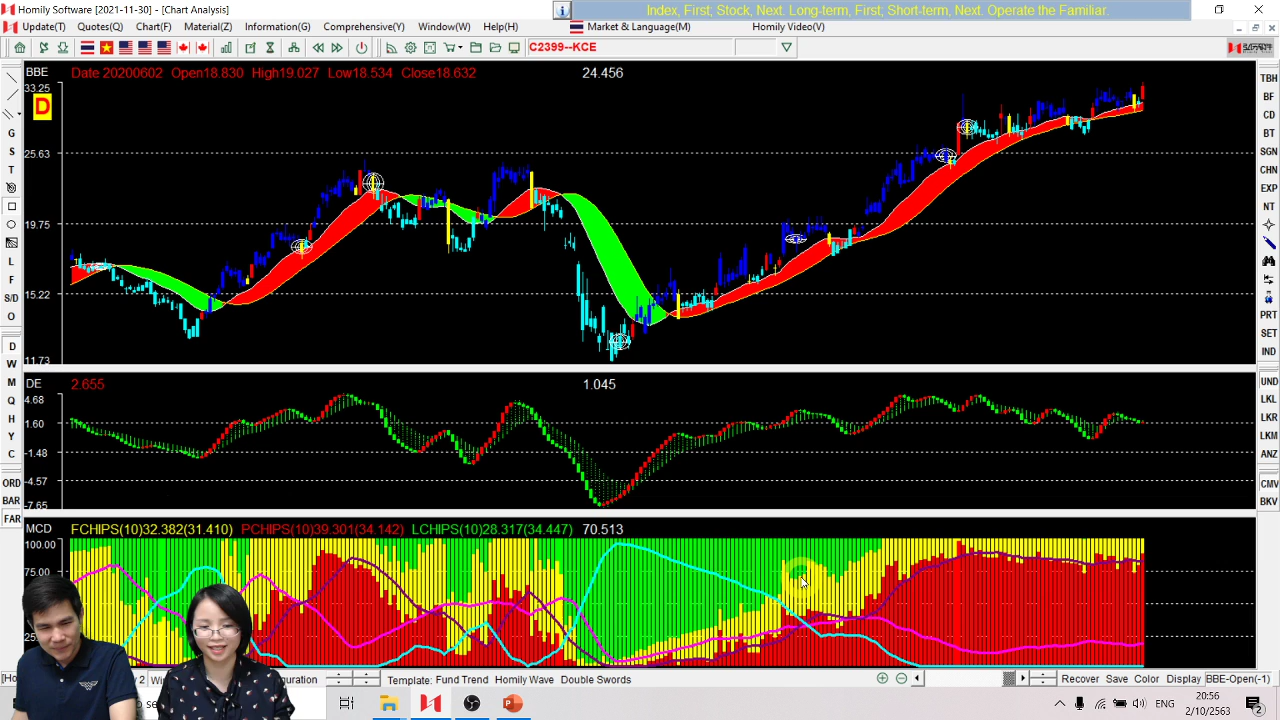 Homily Software [2021-11-30] - [Chart Analysis]
Index, First; Stock, Next. Long-term, First; Short-term, Next. Operate the Familiar.
Update(T) Quotes(Q) Chart(F) Material(Z) Information(G) Comprehensive(Y) Window(W) Help(H) Market & Language(M) Homily Video(V)
C2399--KCE
BBE Date 20200602 Open18.830 High19.027 Low18.534 Close18.632 24.456
33.25
D
25.63
19.75
15.22
11.73
DE 2.655 1.045
4.68
1.60
-1.48
-4.57
-7.65
MCD FCHIPS(10)32.382(31.410) PCHIPS(10)39.301(34.142) LCHIPS(10)28.317(34.447) 70.513
100.00
75.00
G
S
T
L
F
S/D
O
D
W
M
Q
H
Y
C
ORD
BAR
FAR
TBH
BF
CD
BT
SGN
CHN
EXP
NT
PRT
SET
IND
UND
LKL
LKR
LKM
ANZ
CMV
BKV
Template: Fund Trend Homily Wave Double Swords
Recover Save Color Display BBE-Open(-1)
ENG
20:56
2/10/2563
2